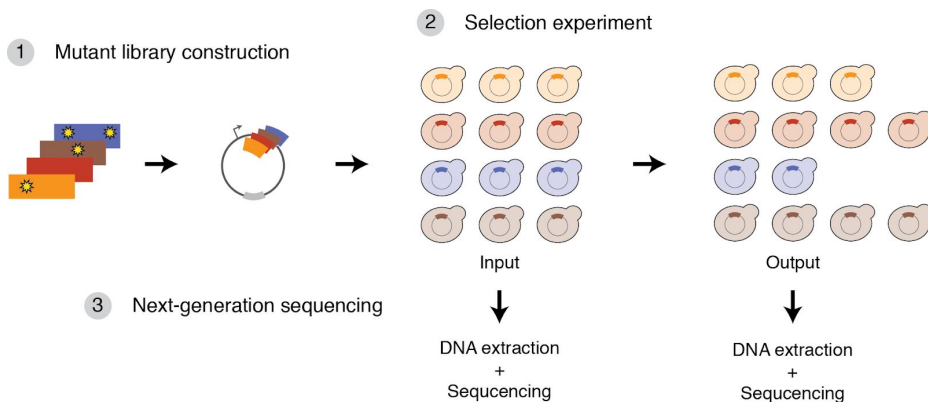 1 Mutant library construction
2 Selection experiment
Input
Output
3 Next-generation sequencing
DNA extraction
+
Sequcencing
DNA extraction
+
Sequcencing